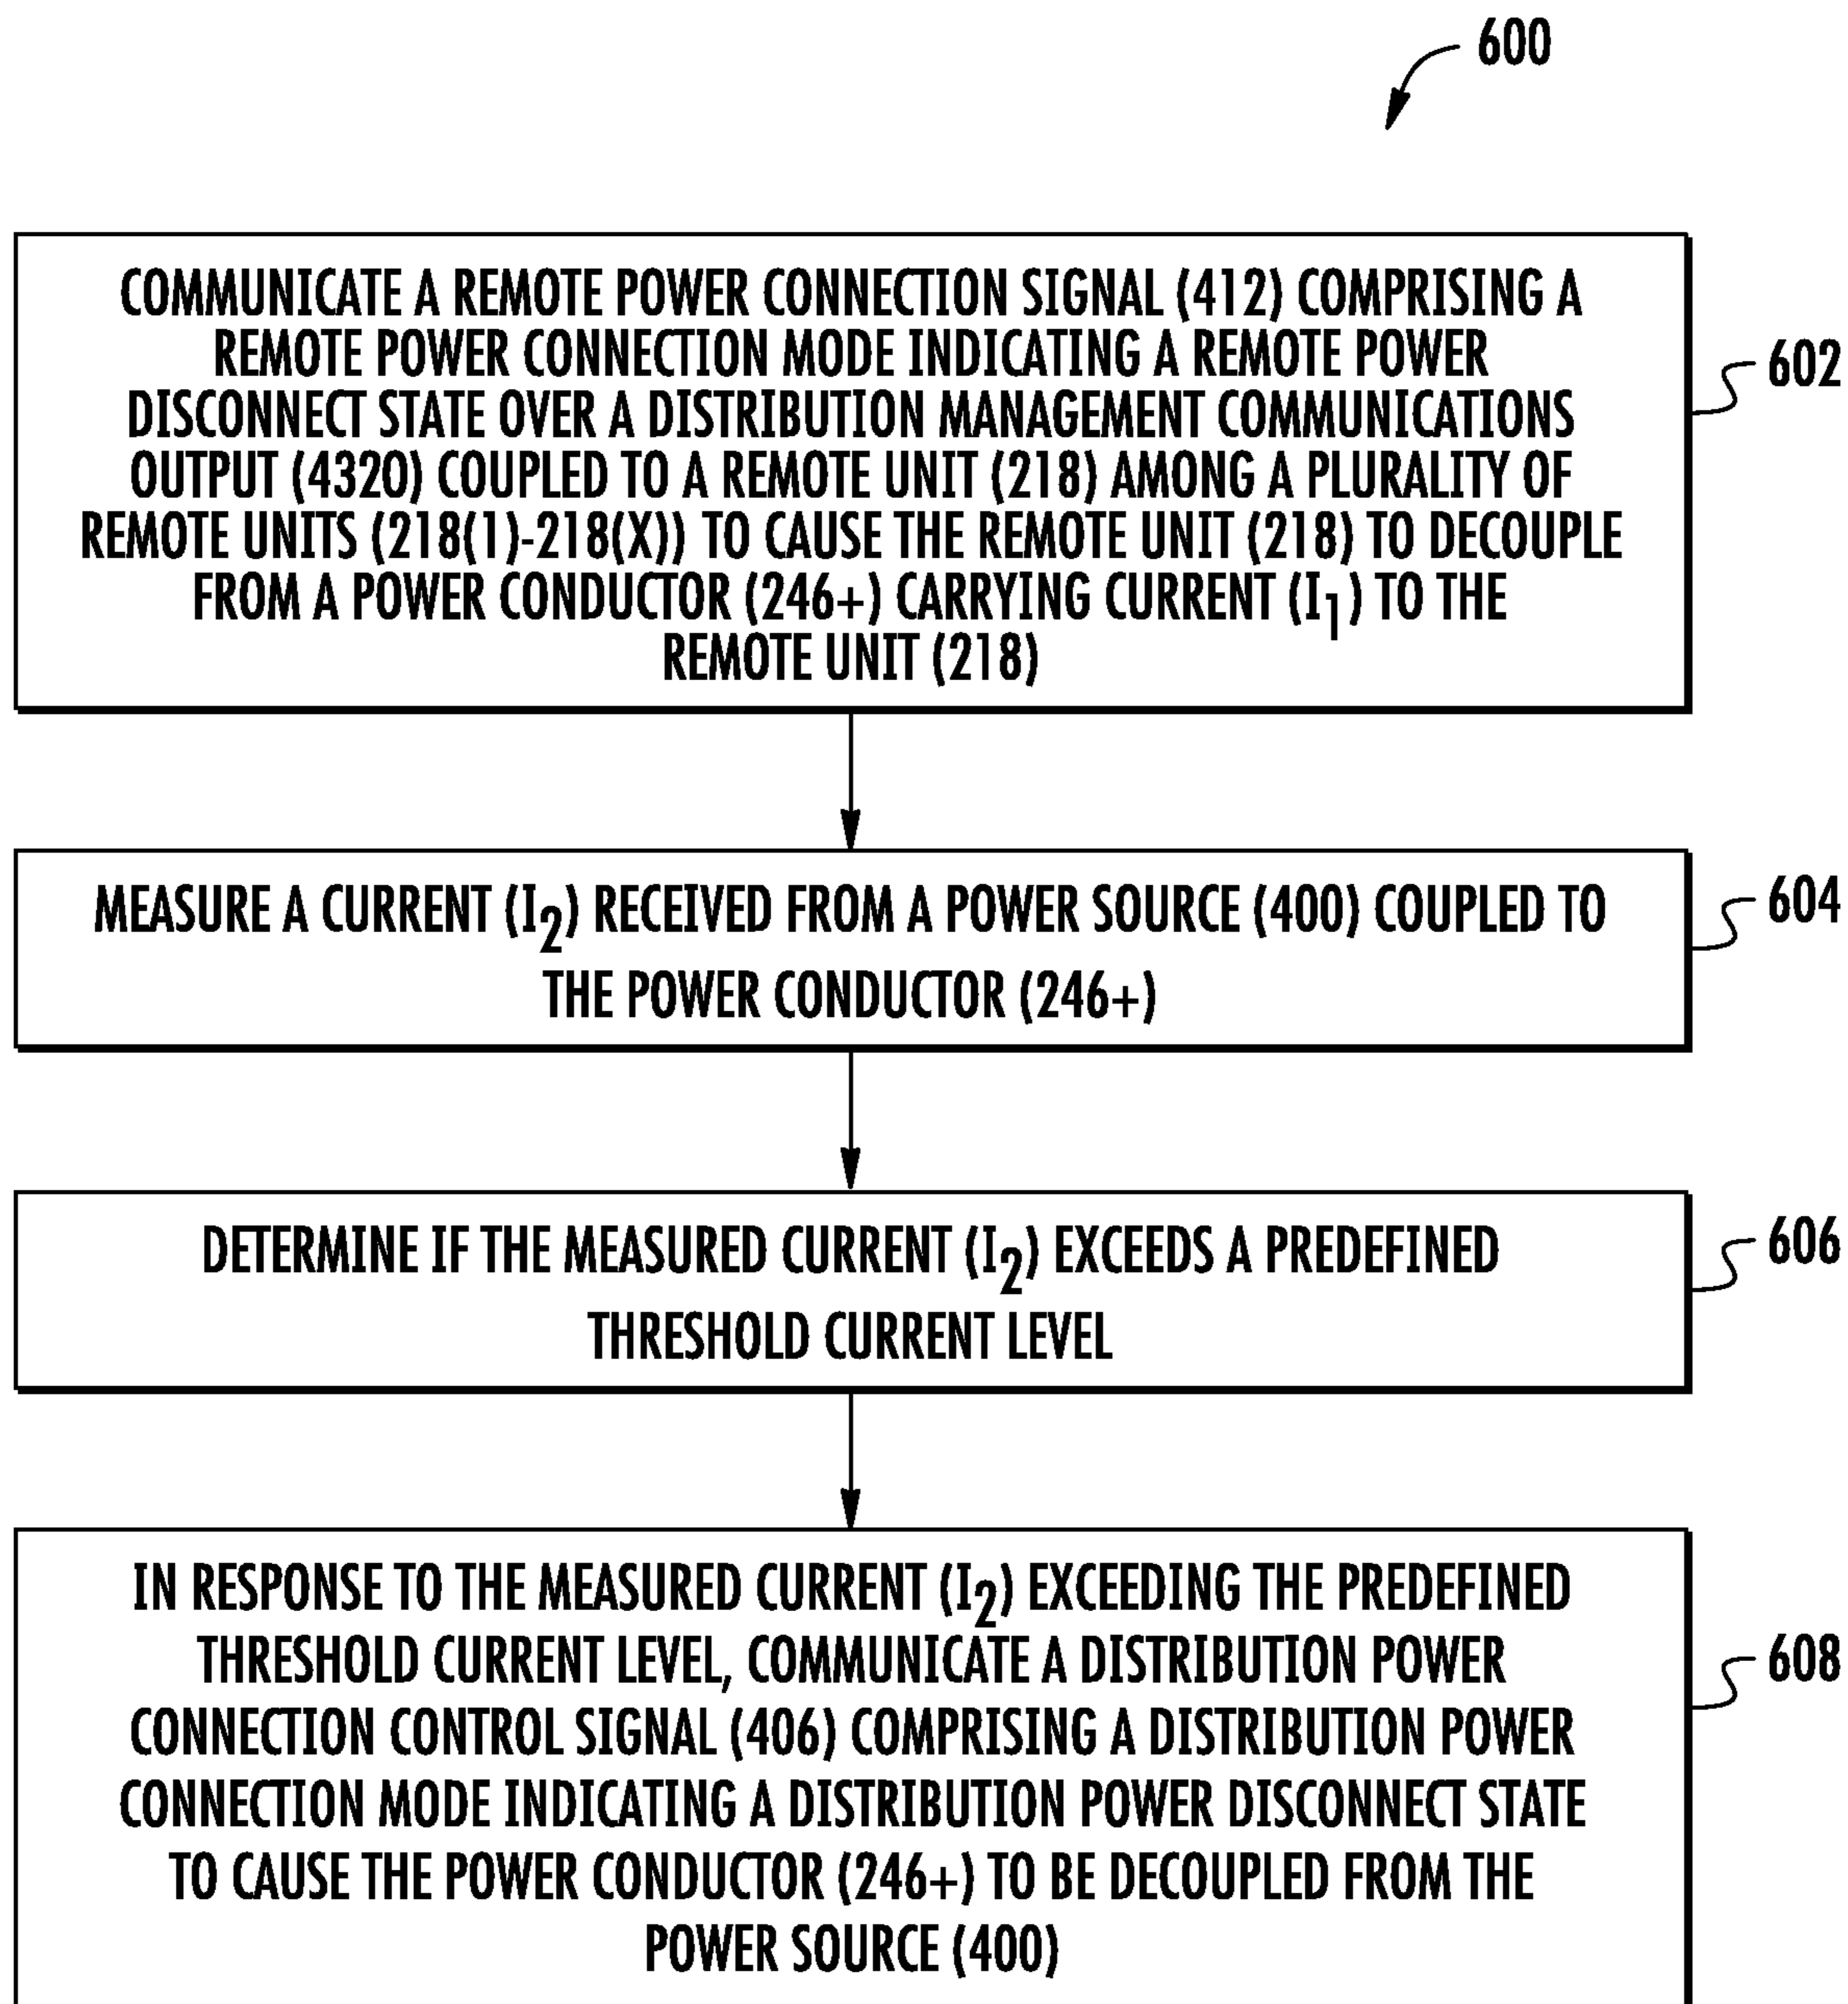 600
COMMUNICATE A REMOTE POWER CONNECTION SIGNAL (412) COMPRISING A
REMOTE POWER CONNECTION MODE INDICATING A REMOTE POWER
DISCONNECT STATE OVER A DISTRIBUTION MANAGEMENT COMMUNICATIONS
OUTPUT (4320) COUPLED TO A REMOTE UNIT (218) AMONG A PLURALITY OF
REMOTE UNITS (218(1)-218(X)) TO CAUSE THE REMOTE UNIT (218) TO DECOUPLE
FROM A POWER CONDUCTOR (246+) CARRYING CURRENT (I1) TO THE
REMOTE UNIT (218)
602
MEASURE A CURRENT (I2) RECEIVED FROM A POWER SOURCE (400) COUPLED TO
THE POWER CONDUCTOR (246+)
604
DETERMINE IF THE MEASURED CURRENT (I2) EXCEEDS A PREDEFINED
THRESHOLD CURRENT LEVEL
606
IN RESPONSE TO THE MEASURED CURRENT (I2) EXCEEDING THE PREDEFINED
THRESHOLD CURRENT LEVEL, COMMUNICATE A DISTRIBUTION POWER
CONNECTION CONTROL SIGNAL (406) COMPRISING A DISTRIBUTION POWER
CONNECTION MODE INDICATING A DISTRIBUTION POWER DISCONNECT STATE
TO CAUSE THE POWER CONDUCTOR (246+) TO BE DECOUPLED FROM THE
POWER SOURCE (400)
608